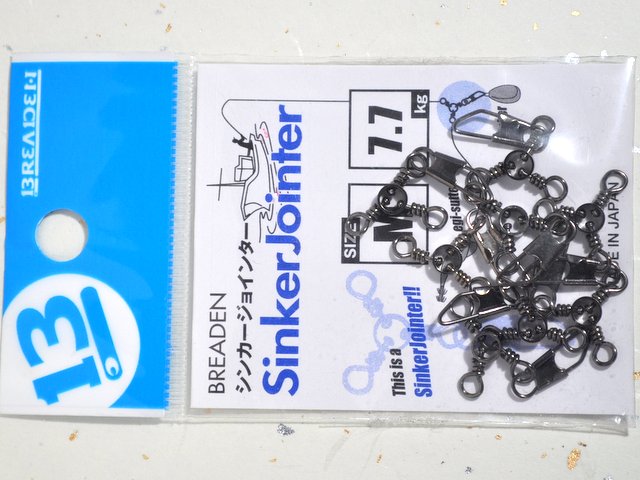 BREADEN
13
BREADEN
シンカージョインター
SinkerJointer
SIZE
M
7.7
kg
This is a
SinkerJointer!!
MADE IN JAPAN